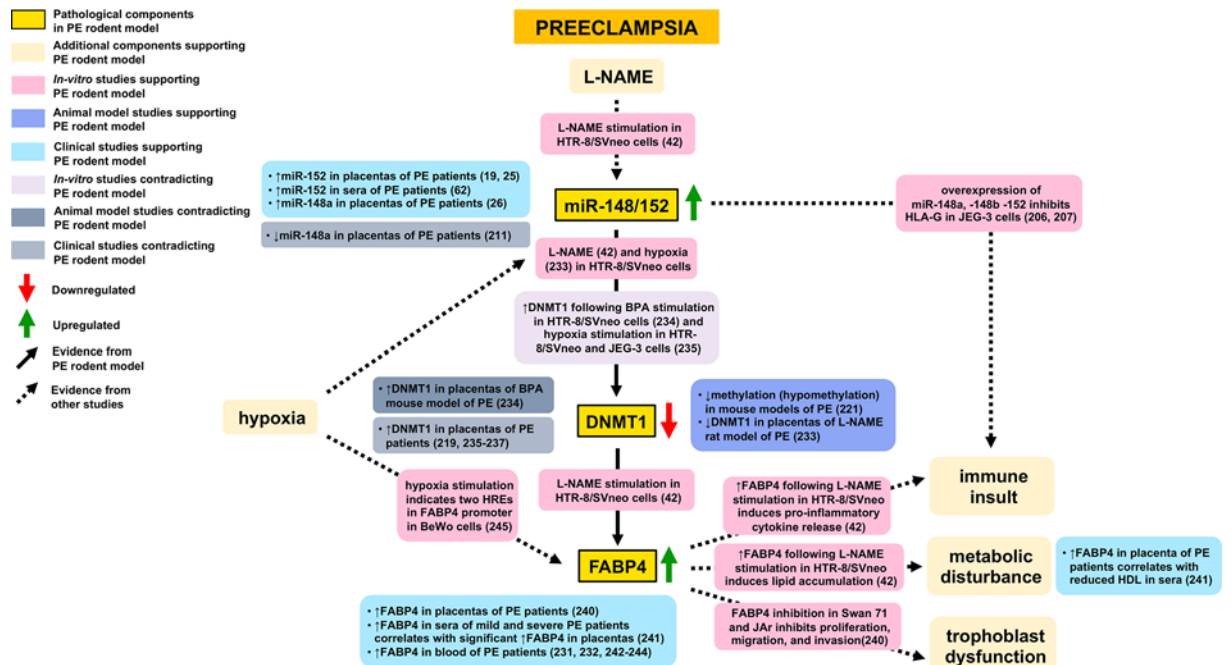 Pathological components
in PE rodent model
Additional components supporting
PE rodent model
In-vitro studies supporting
PE rodent model
Animal model studies supporting
PE rodent model
Clinical studies supporting
PE rodent model
In-vitro studies contradicting
PE rodent model
Animal model studies contradicting
PE rodent model
Clinical studies contradicting
PE rodent model
Downregulated
Upregulated
Evidence from
PE rodent model
Evidence from
other studies
PREECLAMPSIA
L-NAME
L-NAME stimulation in
HTR-8/SVneo cells (42)
• ↑miR-152 in placentas of PE patients (19, 25)
• ↑miR-152 in sera of PE patients (62)
• ↑miR-148a in placentas of PE patients (26)
• ↓miR-148a in placentas of PE patients (211)
miR-148/152
overexpression of
miR-148a, -148b -152 inhibits
HLA-G in JEG-3 cells (206, 207)
L-NAME (42) and hypoxia
(233) in HTR-8/SVneo cells
↑DNMT1 following BPA stimulation
in HTR-8/SVneo cells (234) and
hypoxia stimulation in HTR-
8/SVneo and JEG-3 cells (235)
hypoxia
• ↑DNMT1 in placentas of BPA
mouse model of PE (234)
• ↑DNMT1 in placentas of PE
patients (219, 235-237)
DNMT1
• ↓methylation (hypomethylation)
in mouse models of PE (221)
• ↓DNMT1 in placentas of L-NAME
rat model of PE (233)
hypoxia stimulation
indicates two HREs
in FABP4 promoter
in BeWo cells (245)
L-NAME stimulation in
HTR-8/SVneo cells (42)
↑FABP4 following L-NAME
stimulation in HTR-8/SVneo
induces pro-inflammatory
cytokine release (42)
immune
insult
FABP4
↑FABP4 following L-NAME
stimulation in HTR-8/SVneo
induces lipid accumulation (42)
metabolic
disturbance
• ↑FABP4 in placenta of PE
patients correlates with
reduced HDL in sera (241)
• ↑FABP4 in placentas of PE patients (240)
• ↑FABP4 in sera of mild and severe PE patients
correlates with significant ↑FABP4 in placentas (241)
• ↑FABP4 in blood of PE patients (231, 232, 242-244)
FABP4 inhibition in Swan 71
and JAr inhibits proliferation,
migration, and invasion(240)
trophoblast
dysfunction